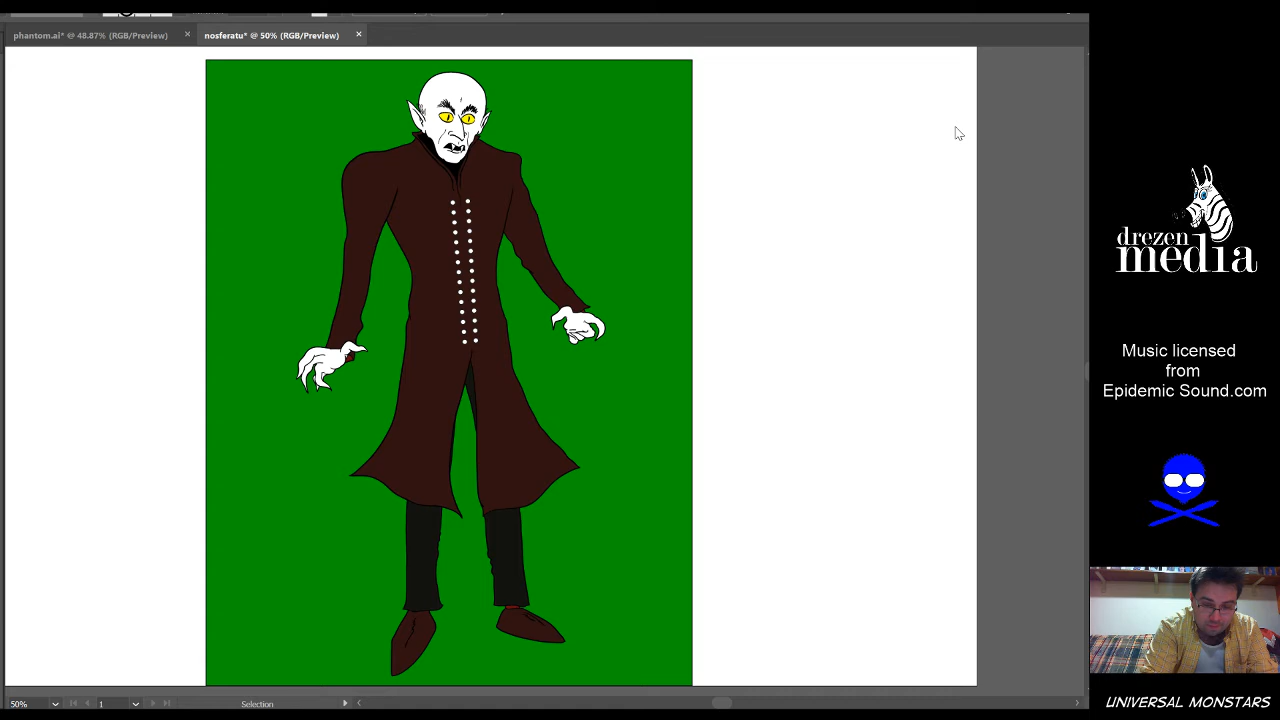 phantom.ai* @ 48.87% (RGB/Preview)
nosferatu* @ 50% (RGB/Preview)
drezen
media
Music licensed
from
Epidemic Sound.com
50%
1
Selection
UNIVERSAL MONSTARS